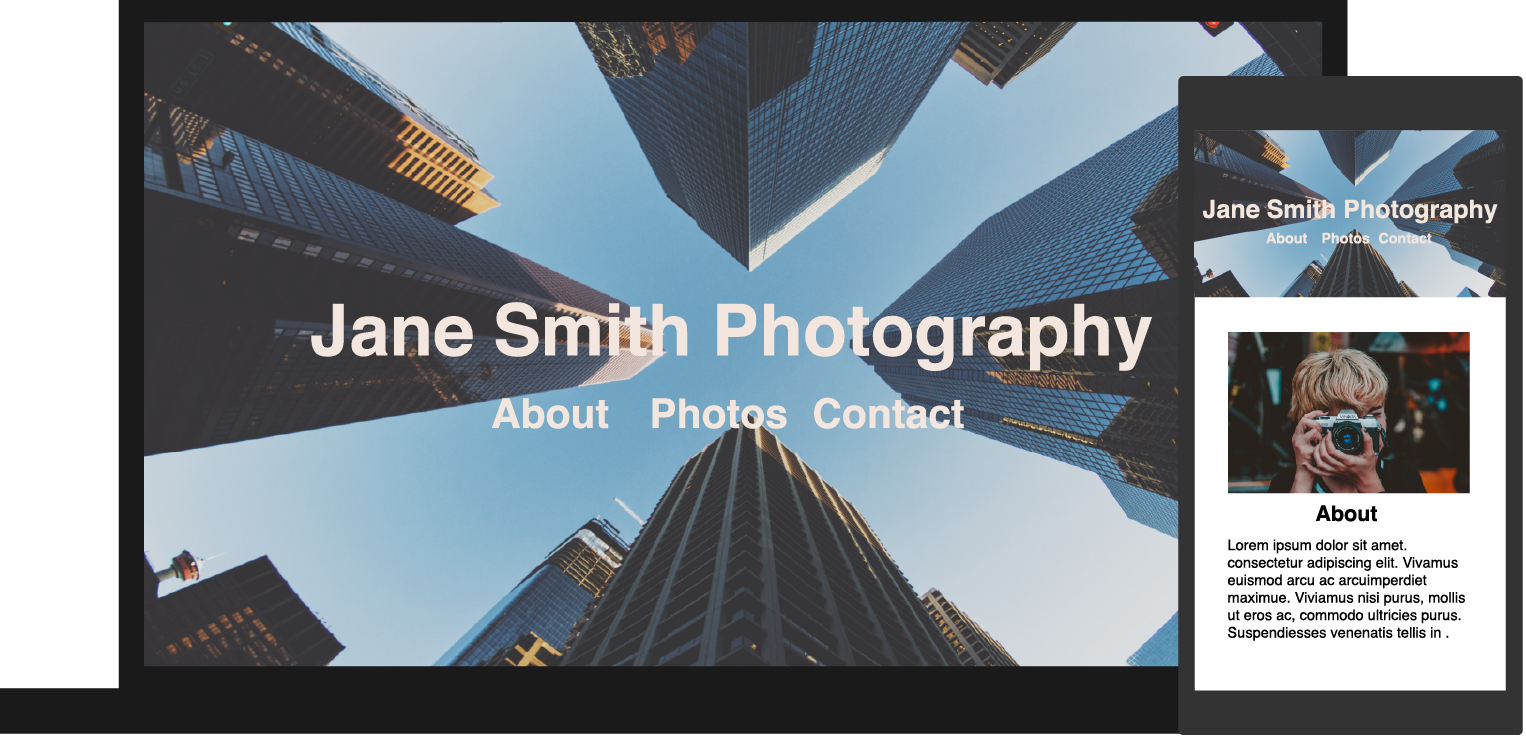 Jane Smith Photography
About Photos Contact
Jane Smith Photography
About Photos Contact
About
Lorem ipsum dolor sit amet.
consectetur adipiscing elit. Vivamus
euismod arcu ac arcuimperdiet
maximue. Viviamus nisi purus, mollis
ut eros ac, commodo ultricies purus.
Suspendiesses venenatis tellis in .